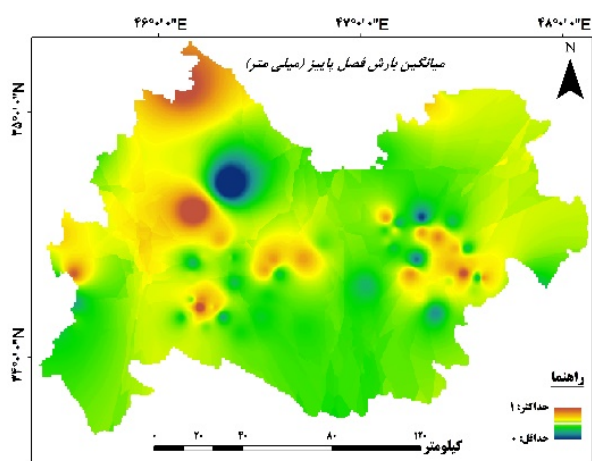 ۴۶°۰'۰"E ۴۷°۰'۰"E ۴۸°۰'۰"E
میانگین بارش فصل پاییز (میلی متر)
N
۳۵°۰'۰"N
۳۴°۰'۰"N
راهنما
حداکثر: ۱
حداقل: ۰
۰ ۲۰ ۴۰ ۸۰ ۱۲۰
کیلومتر